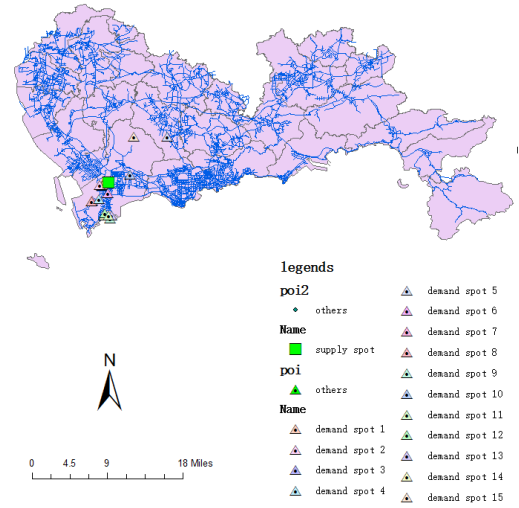 legends
poi2
others
Name
supply spot
poi
others
Name
demand spot 1
demand spot 2
demand spot 3
demand spot 4
demand spot 5
demand spot 6
demand spot 7
demand spot 8
demand spot 9
demand spot 10
demand spot 11
demand spot 12
demand spot 13
demand spot 14
demand spot 15
N
0 4.5 9 18 Miles